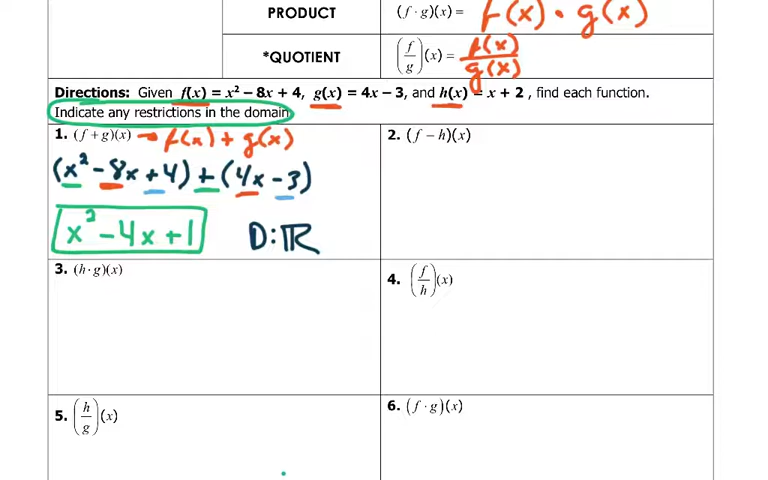 PRODUCT (f · g)(x) = f(x) • g(x)
*QUOTIENT (f/g)(x) = f(x)/g(x)
Directions: Given f(x) = x² − 8x + 4, g(x) = 4x − 3, and h(x) = x + 2 , find each function.
Indicate any restrictions in the domain.
1. (f + g)(x) → f(x) + g(x)
(x² - 8x + 4) + (4x - 3)
x² - 4x + 1 D: ℝ
2. (f − h)(x)
3. (h · g)(x)
4. (f/h)(x)
5. (h/g)(x)
6. (f · g)(x)